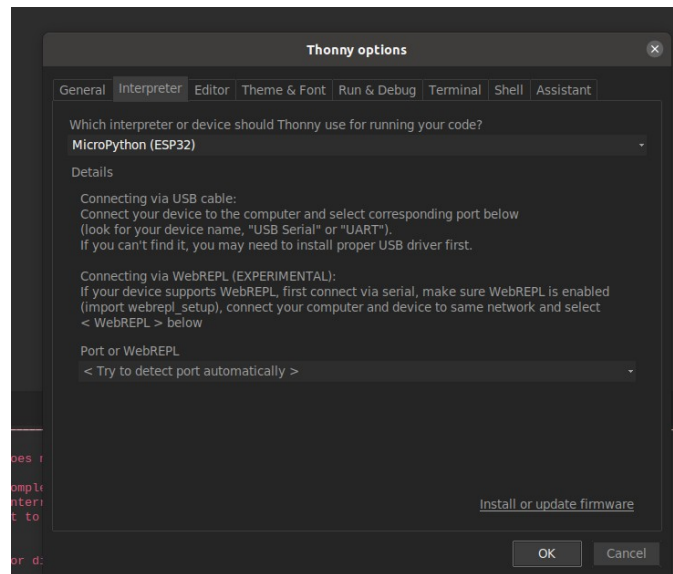 Thonny options
General Interpreter Editor Theme & Font Run & Debug Terminal Shell Assistant
Which interpreter or device should Thonny use for running your code?
MicroPython (ESP32)
Details
Connecting via USB cable:
Connect your device to the computer and select corresponding port below
(look for your device name, "USB Serial" or "UART").
If you can't find it, you may need to install proper USB driver first.
Connecting via WebREPL (EXPERIMENTAL):
If your device supports WebREPL, first connect via serial, make sure WebREPL is enabled
(import webrepl_setup), connect your computer and device to same network and select
< WebREPL > below
Port or WebREPL
< Try to detect port automatically >
Install or update firmware
t to
OK Cancel
or